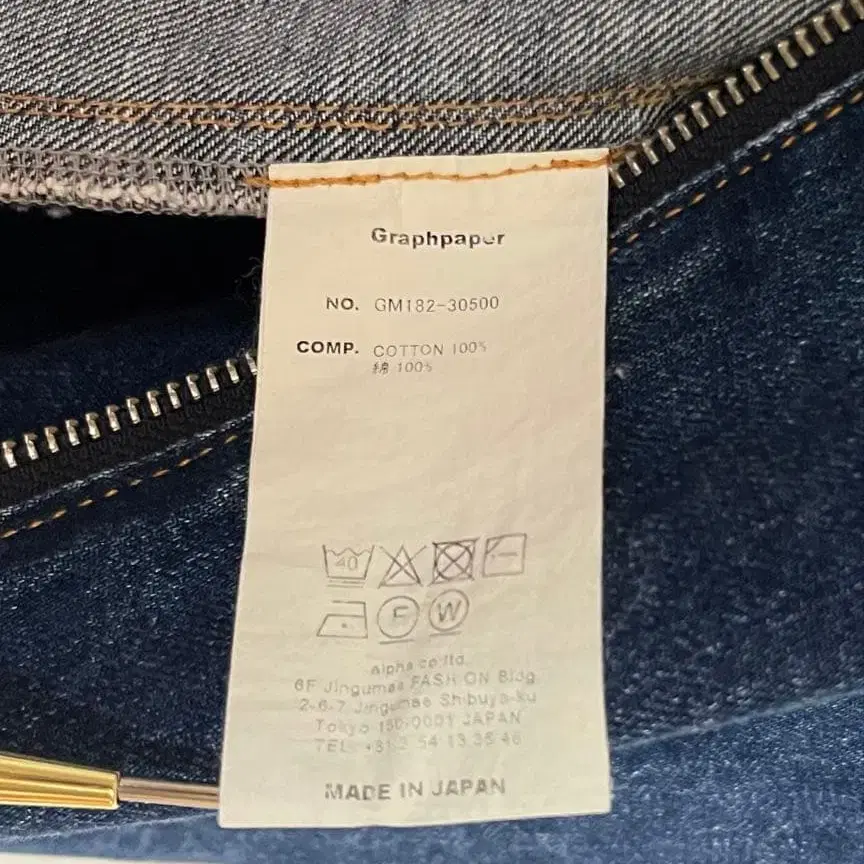 Graphpaper
NO. GM182-30500
COMP. COTTON 100%
綿 100%
40
F W
alpha co.ltd.
6F Jingumae FASHION Bldg
2-6-7 Jingumae Shibuya-ku
Tokyo 150-0001 JAPAN
TEL
MADE IN JAPAN